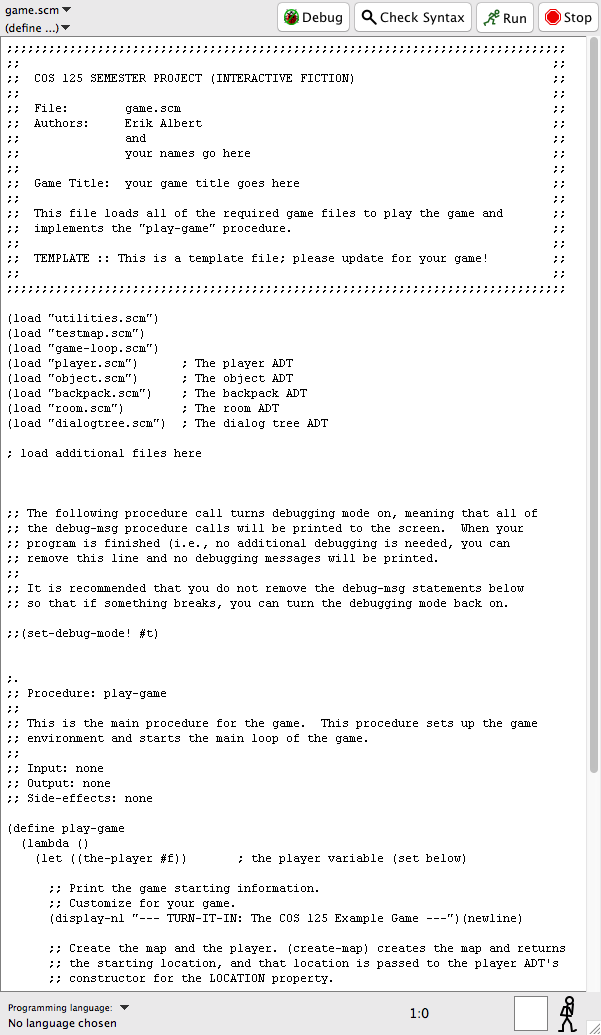 game.scm
(define ...)
Debug
Check Syntax
Run
Stop
;;;;;;;;;;;;;;;;;;;;;;;;;;;;;;;;;;;;;;;;;;;;;;;;;;;;;;;;;;;;;;;;;;;;;;;;;;;;;;;;
;; ;;
;; COS 125 SEMESTER PROJECT (INTERACTIVE FICTION) ;;
;; ;;
;; File: game.scm ;;
;; Authors: Erik Albert ;;
;; and ;;
;; your names go here ;;
;; ;;
;; Game Title: your game title goes here ;;
;; ;;
;; This file loads all of the required game files to play the game and ;;
;; implements the "play-game" procedure. ;;
;; ;;
;; TEMPLATE :: This is a template file; please update for your game! ;;
;; ;;
;;;;;;;;;;;;;;;;;;;;;;;;;;;;;;;;;;;;;;;;;;;;;;;;;;;;;;;;;;;;;;;;;;;;;;;;;;;;;;;;
(load "utilities.scm")
(load "testmap.scm")
(load "game-loop.scm")
(load "player.scm") ; The player ADT
(load "object.scm") ; The object ADT
(load "backpack.scm") ; The backpack ADT
(load "room.scm") ; The room ADT
(load "dialogtree.scm") ; The dialog tree ADT
; load additional files here
;; The following procedure call turns debugging mode on, meaning that all of
;; the debug-msg procedure calls will be printed to the screen. When your
;; program is finished (i.e., no additional debugging is needed, you can
;; remove this line and no debugging messages will be printed.
;;
;; It is recommended that you do not remove the debug-msg statements below
;; so that if something breaks, you can turn the debugging mode back on.
;;(set-debug-mode! #t)
;.
;; Procedure: play-game
;;
;; This is the main procedure for the game. This procedure sets up the game
;; environment and starts the main loop of the game.
;;
;; Input: none
;; Output: none
;; Side-effects: none
(define play-game
(lambda ()
(let ((the-player #f)) ; the player variable (set below)
;; Print the game starting information.
;; Customize for your game.
(display-nl "--- TURN-IT-IN: The COS 125 Example Game ---")(newline)
;; Create the map and the player. (create-map) creates the map and returns
;; the starting location, and that location is passed to the player ADT's
;; constructor for the LOCATION property.
Programming language:
No language chosen
1:0